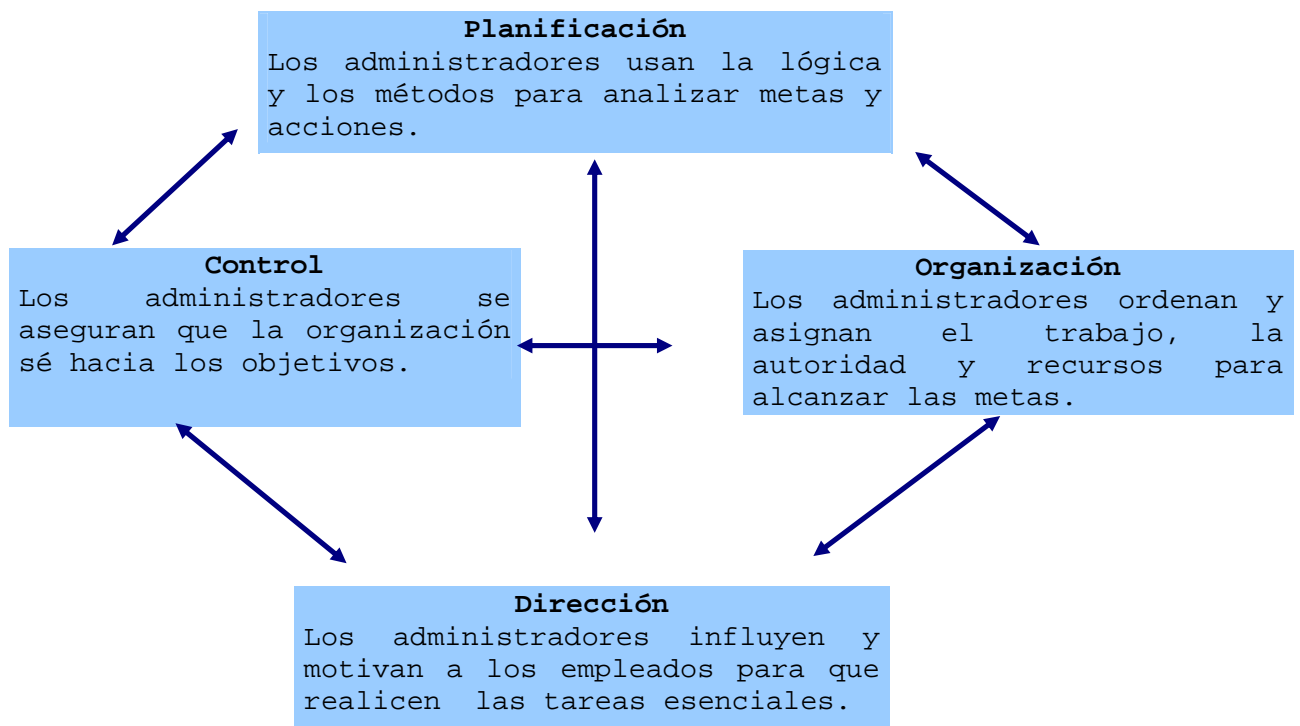 Planificación
Los administradores usan la lógica
y los métodos para analizar metas y
acciones.
Control
Los administradores se
aseguran que la organización
sé hacia los objetivos.
Organización
Los administradores ordenan y
asignan el trabajo, la
autoridad y recursos para
alcanzar las metas.
Dirección
Los administradores influyen y
motivan a los empleados para que
realicen las tareas esenciales.